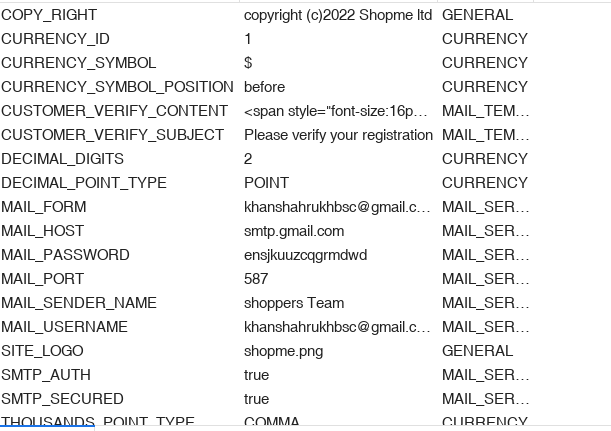 COPY_RIGHT copyright (c)2022 Shopme ltd GENERAL
CURRENCY_ID 1 CURRENCY
CURRENCY_SYMBOL $ CURRENCY
CURRENCY_SYMBOL_POSITION before CURRENCY
CUSTOMER_VERIFY_CONTENT <span style="font-size:16p... MAIL_TEM...
CUSTOMER_VERIFY_SUBJECT Please verify your registration MAIL_TEM...
DECIMAL_DIGITS 2 CURRENCY
DECIMAL_POINT_TYPE POINT CURRENCY
MAIL_FORM khanshahrukhbsc@gmail.c... MAIL_SER...
MAIL_HOST smtp.gmail.com MAIL_SER...
MAIL_PASSWORD ensjkuuzcqgrmdwd MAIL_SER...
MAIL_PORT 587 MAIL_SER...
MAIL_SENDER_NAME shoppers Team MAIL_SER...
MAIL_USERNAME khanshahrukhbsc@gmail.c... MAIL_SER...
SITE_LOGO shopme.png GENERAL
SMTP_AUTH true MAIL_SER...
SMTP_SECURED true MAIL_SER...
THOUSANDS_POINT_TYPE COMMA CURRENCY